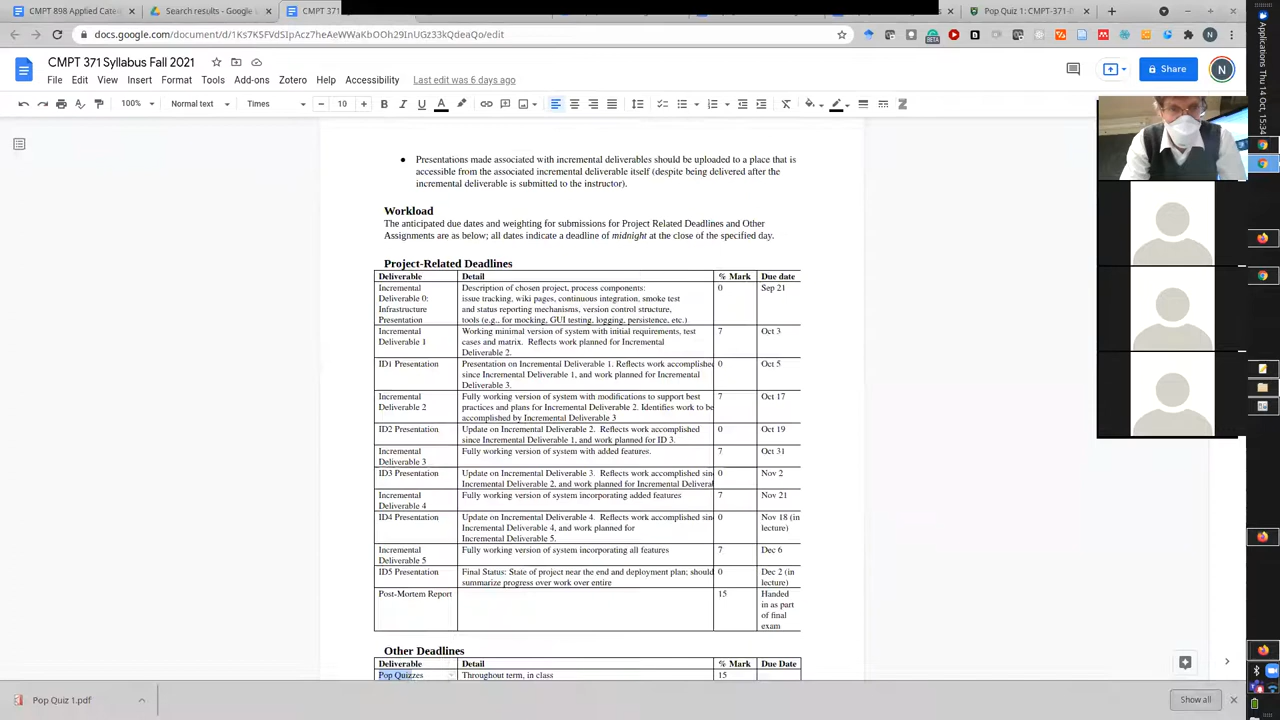 CMPT 898 Applied Cate
Search results - Google
CMPT 371
Pop Quiz 1: CMPT-371-
docs.google.com/document/d/1Ks7KSFVdSIpAcz7heAeWWaKbOOh29InUGz33kQdeaQo/edit
CMPT 371 Syllabus Fall 2021
Share
N
File Edit View Insert Format Tools Add-ons Zotero Help Accessibility Last edit was 6 days ago
100% Normal text Times 10
Applications Thu 14 Oct, 15:34
● Presentations made associated with incremental deliverables should be uploaded to a place that is
accessible from the associated incremental deliverable itself (despite being delivered after the
incremental deliverable is submitted to the instructor).
Workload
The anticipated due dates and weighting for submissions for Project Related Deadlines and Other
Assignments are as below; all dates indicate a deadline of midnight at the close of the specified day.
Project-Related Deadlines
Deliverable Detail % Mark Due date
Incremental Description of chosen project, process components: 0 Sep 21
Deliverable 0: issue tracking, wiki pages, continuous integration, smoke test
Infrastructure and status reporting mechanisms, version control structure,
Presentation tools (e.g., for mocking, GUI testing, logging, persistence, etc.)
Incremental Working minimal version of system with initial requirements, test 7 Oct 3
Deliverable 1 cases and matrix. Reflects work planned for Incremental
Deliverable 2.
ID1 Presentation Presentation on Incremental Deliverable 1. Reflects work accomplished 0 Oct 5
since Incremental Deliverable 1, and work planned for Incremental
Deliverable 3.
Incremental Fully working version of system with modifications to support best 7 Oct 17
Deliverable 2 practices and plans for Incremental Deliverable 2. Identifies work to be
accomplished by Incremental Deliverable 3
ID2 Presentation Update on Incremental Deliverable 2. Reflects work accomplished 0 Oct 19
since Incremental Deliverable 1, and work planned for ID 3.
Incremental Fully working version of system with added features. 7 Oct 31
Deliverable 3
ID3 Presentation Update on Incremental Deliverable 3. Reflects work accomplished sin 0 Nov 2
Incremental Deliverable 2, and work planned for Incremental Deliveral
Incremental Fully working version of system incorporating added features 7 Nov 21
Deliverable 4
ID4 Presentation Update on Incremental Deliverable 4. Reflects work accomplished sin 0 Nov 18 (in
Incremental Deliverable 4, and work planned for lecture)
Incremental Deliverable 5.
Incremental Fully working version of system incorporating all features 7 Dec 6
Deliverable 5
ID5 Presentation Final Status: State of project near the end and deployment plan; should 0 Dec 2 (in
summarize progress over work over entire lecture)
Post-Mortem Report 15 Handed
in as part
of final
exam
Other Deadlines
Deliverable Detail % Mark Due Date
Pop Quizzes Throughout term, in class 15
Pop Quiz 1.pdf
Show all